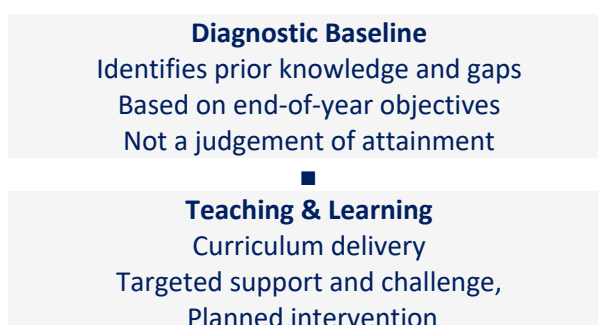 Diagnostic Baseline
Identifies prior knowledge and gaps
Based on end-of-year objectives
Not a judgement of attainment
■
Teaching & Learning
Curriculum delivery
Targeted support and challenge,
Planned intervention